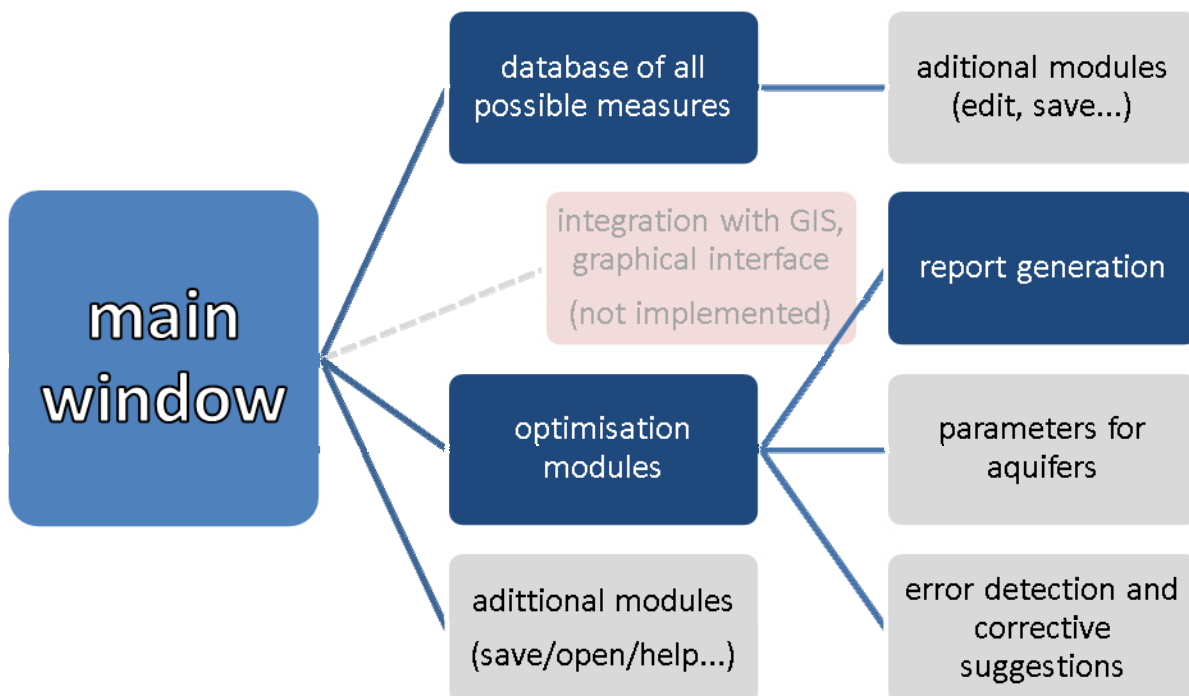 main
window
database of all
possible measures
integration with GIS,
graphical interface
(not implemented)
optimisation
modules
adittional modules
(save/open/help...)
aditional modules
(edit, save...)
report generation
parameters for
aquifers
error detection and
corrective
suggestions